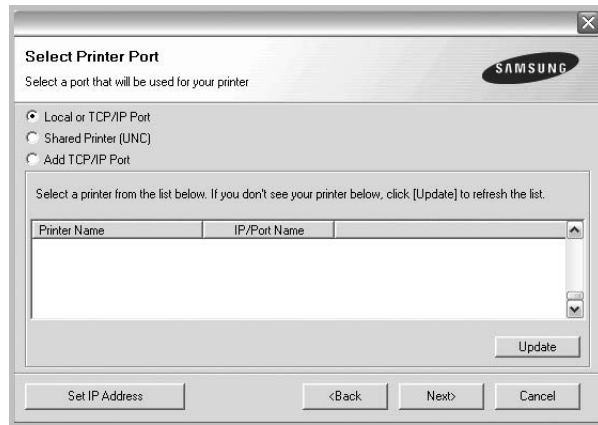 Select Printer Port
Select a port that will be used for your printer
SAMSUNG
Local or TCP/IP Port
Shared Printer (UNC)
Add TCP/IP Port
Select a printer from the list below. If you don't see your printer below, click [Update] to refresh the list.
Printer Name IP/Port Name
Update
Set IP Address <Back Next> Cancel